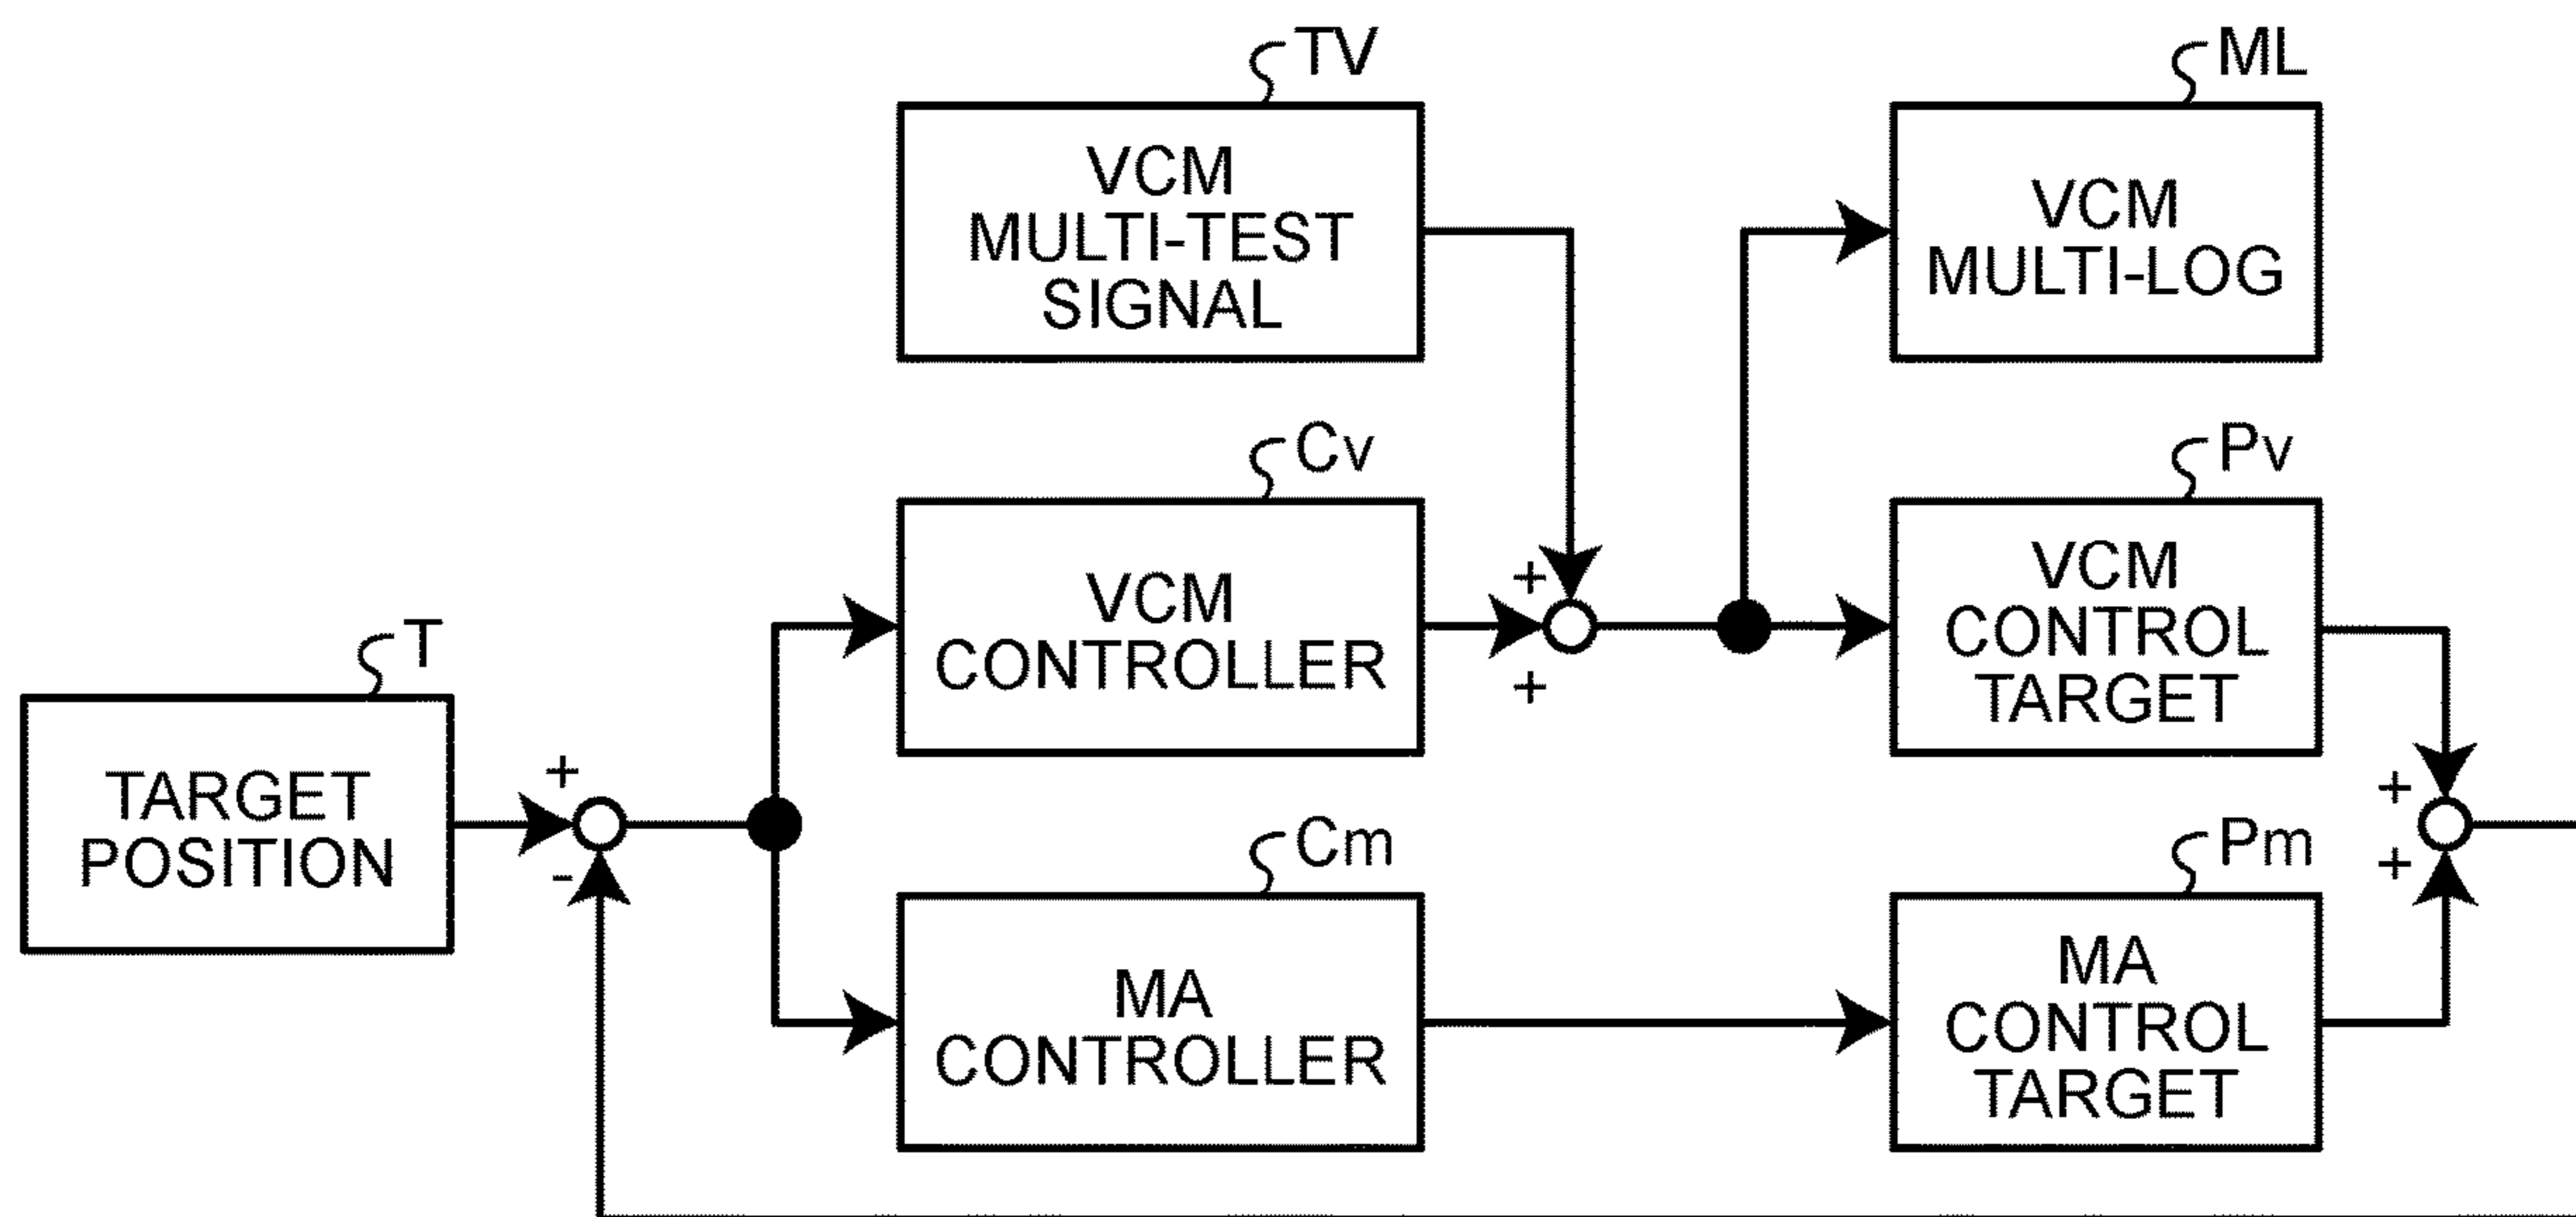 TV
VCM
MULTI-TEST
SIGNAL
ML
VCM
MULTI-LOG
Cv
VCM
CONTROLLER
+
+
Pv
VCM
CONTROL
TARGET
T
TARGET
POSITION
+
-
Cm
MA
CONTROLLER
Pm
MA
CONTROL
TARGET
+
+